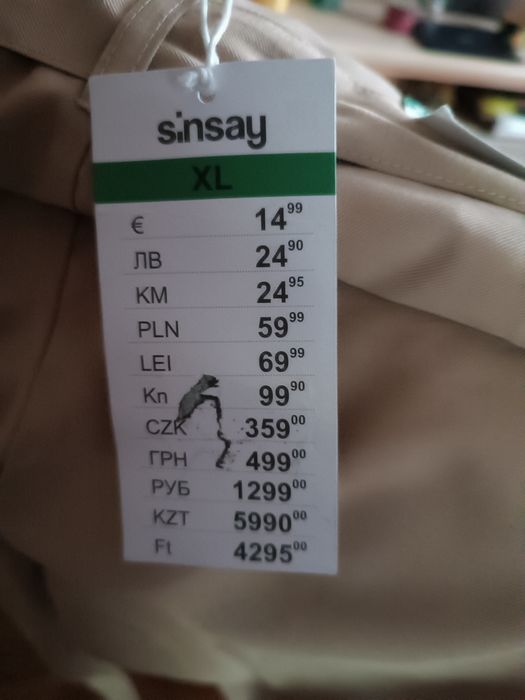 sinsay
XL
€ 14⁹⁹
ЛВ 24⁹⁰
KM 24⁹⁵
PLN 59⁹⁹
LEI 69⁹⁹
Kn 99⁹⁰
CZK 359⁰⁰
ГРН 499⁰⁰
РУБ 1299⁰⁰
KZT 5990⁰⁰
Ft 4295⁰⁰